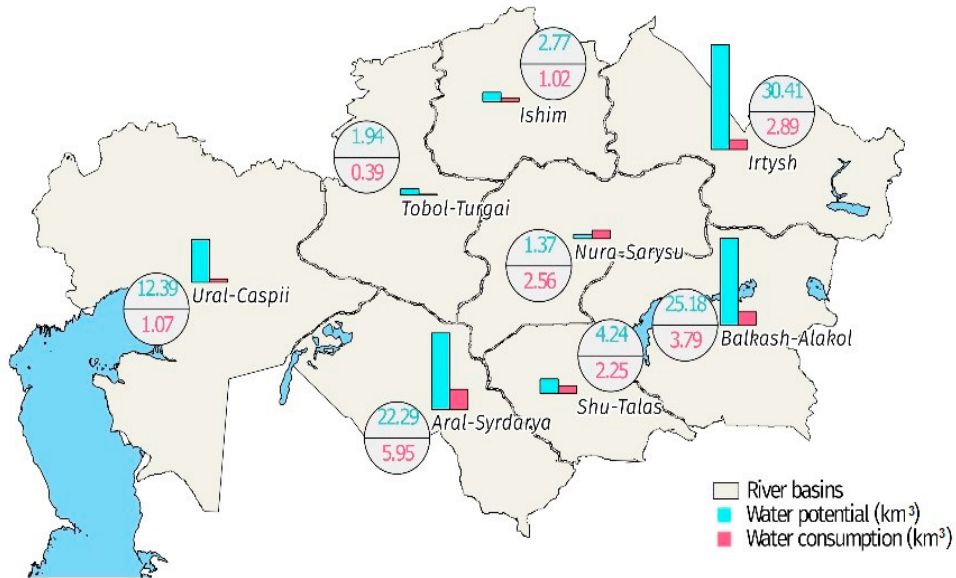 2.77
1.02
Ishim
30.41
2.89
Irtysh
1.94
0.39
Tobol-Turgai
1.37
2.56
Nura-Sarysu
12.39
1.07
Ural-Caspii
25.18
3.79
Balkash-Alakol
4.24
2.25
Shu-Talas
22.29
5.95
Aral-Syrdarya
River basins
Water potential (km³)
Water consumption (km³)